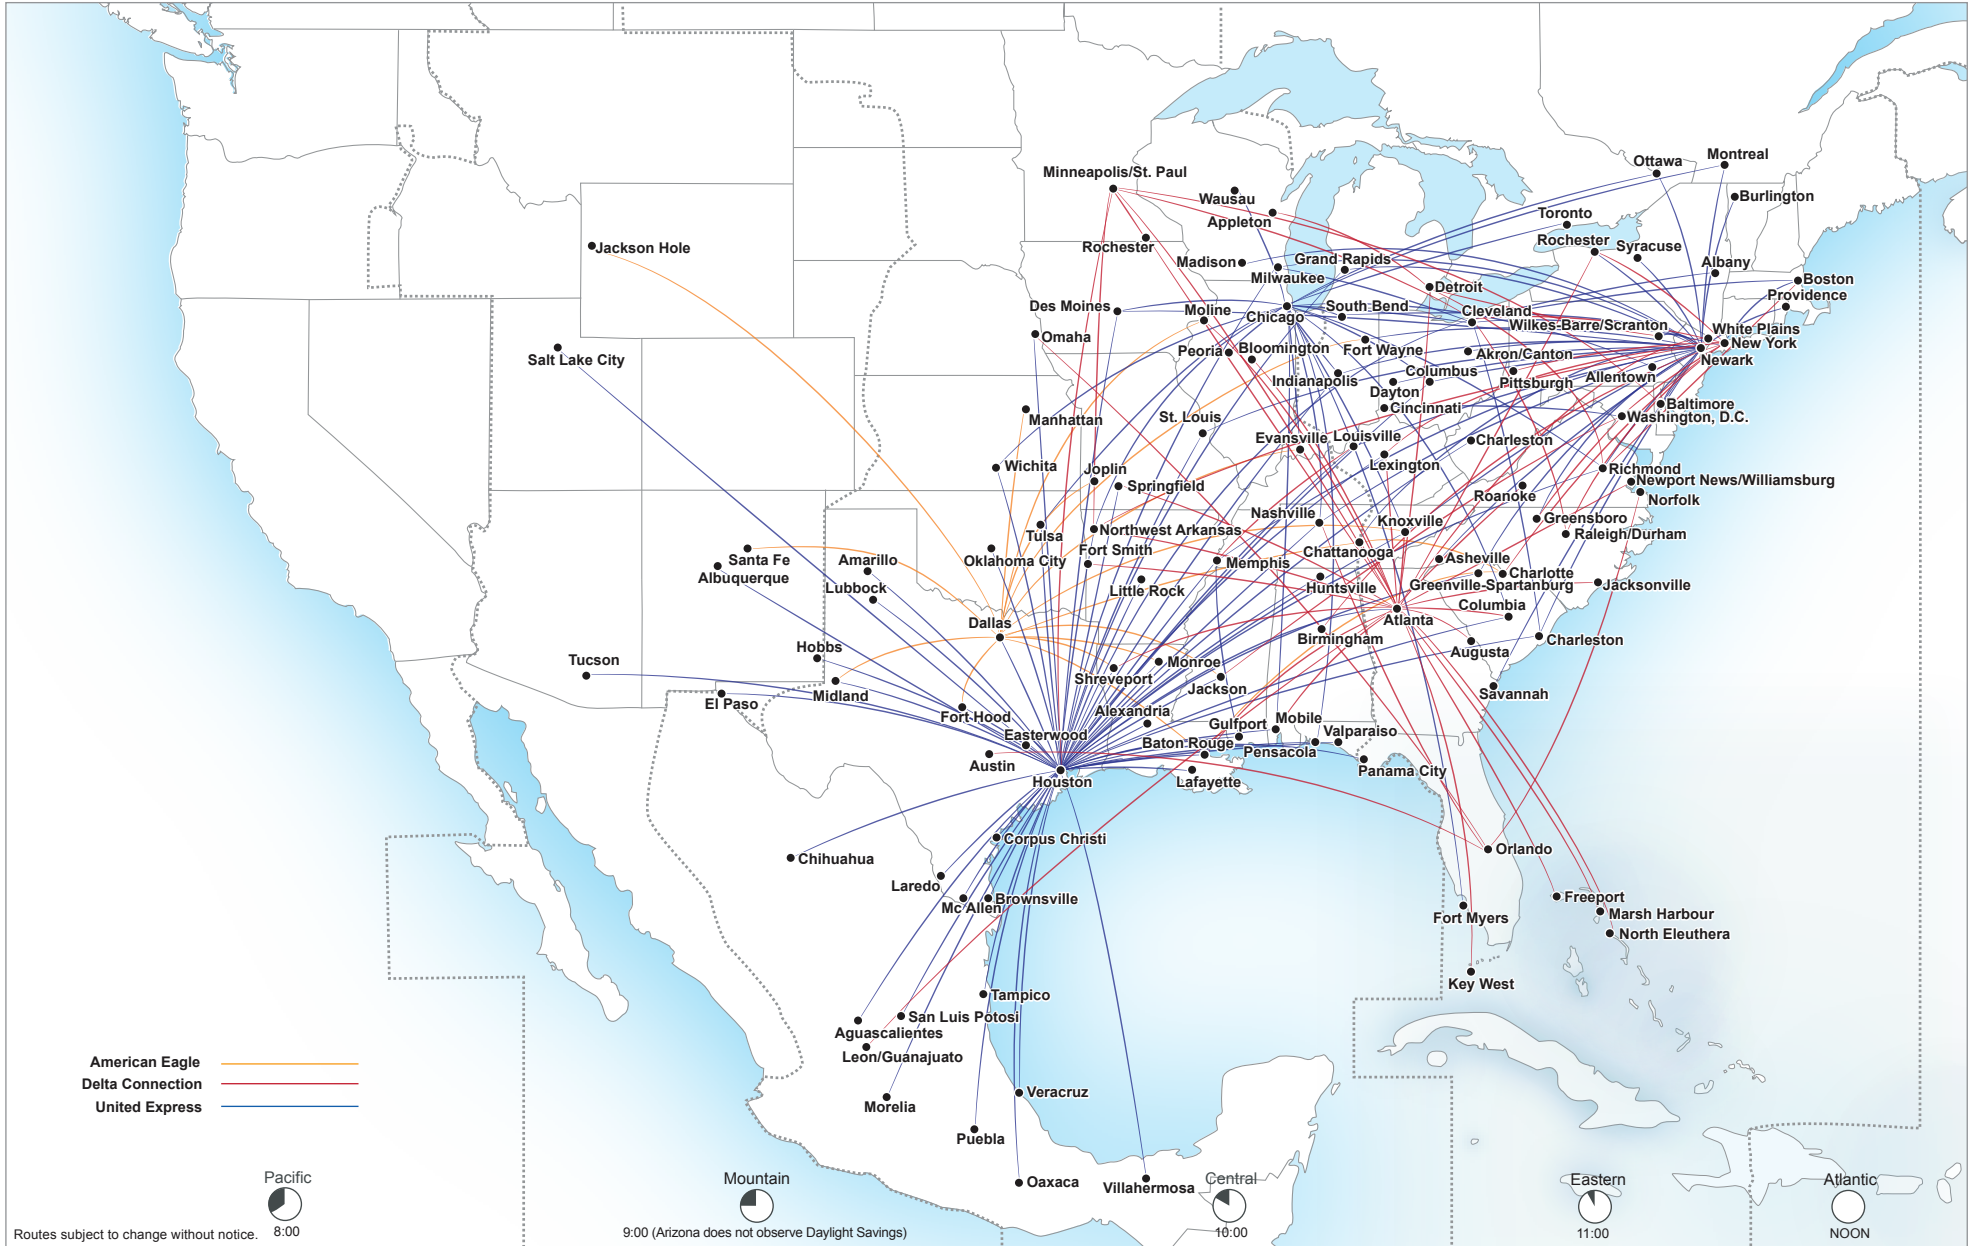 Ottawa
Montreal
Minneapolis/St. Paul
Wausau
Burlington
Appleton
Toronto
Rochester
Rochester
Syracuse
Jackson Hole
Madison
Grand Rapids
Albany
Milwaukee
Detroit
Boston
Providence
Des Moines
Moline
Chicago
South Bend
Cleveland
Wilkes-Barre/Scranton
White Plains
Omaha
New York
Salt Lake City
Peoria
Bloomington
Fort Wayne
Akron/Canton
Newark
Indianapolis
Columbus
Pittsburgh
Allentown
Dayton
Manhattan
St. Louis
Cincinnati
Baltimore
Washington, D.C.
Evansville
Louisville
Charleston
Wichita
Joplin
Lexington
Richmond
Springfield
Newport News/Williamsburg
Roanoke
Norfolk
Nashville
Knoxville
Greensboro
Tulsa
Northwest Arkansas
Raleigh/Durham
Santa Fe
Amarillo
Oklahoma City
Fort Smith
Chattanooga
Asheville
Albuquerque
Memphis
Charlotte
Lubbock
Little Rock
Huntsville
Greenville-Spartanburg
Jacksonville
Columbia
Dallas
Atlanta
Birmingham
Charleston
Hobbs
Augusta
Tucson
Monroe
Shreveport
Midland
Jackson
Savannah
El Paso
Fort Hood
Alexandria
Gulfport
Mobile
Easterwood
Baton Rouge
Pensacola
Valparaiso
Austin
Panama City
Houston
Lafayette
Corpus Christi
Orlando
Chihuahua
Laredo
Mc Allen
Brownsville
Freeport
Fort Myers
Marsh Harbour
North Eleuthera
Key West
Tampico
San Luis Potosi
Aguascalientes
Leon/Guanajuato
American Eagle
Delta Connection
United Express
Veracruz
Morelia
Puebla
Oaxaca
Villahermosa
Pacific
Mountain
Central
Eastern
Atlantic
Routes subject to change without notice.
8:00
9:00 (Arizona does not observe Daylight Savings)
10:00
11:00
NOON